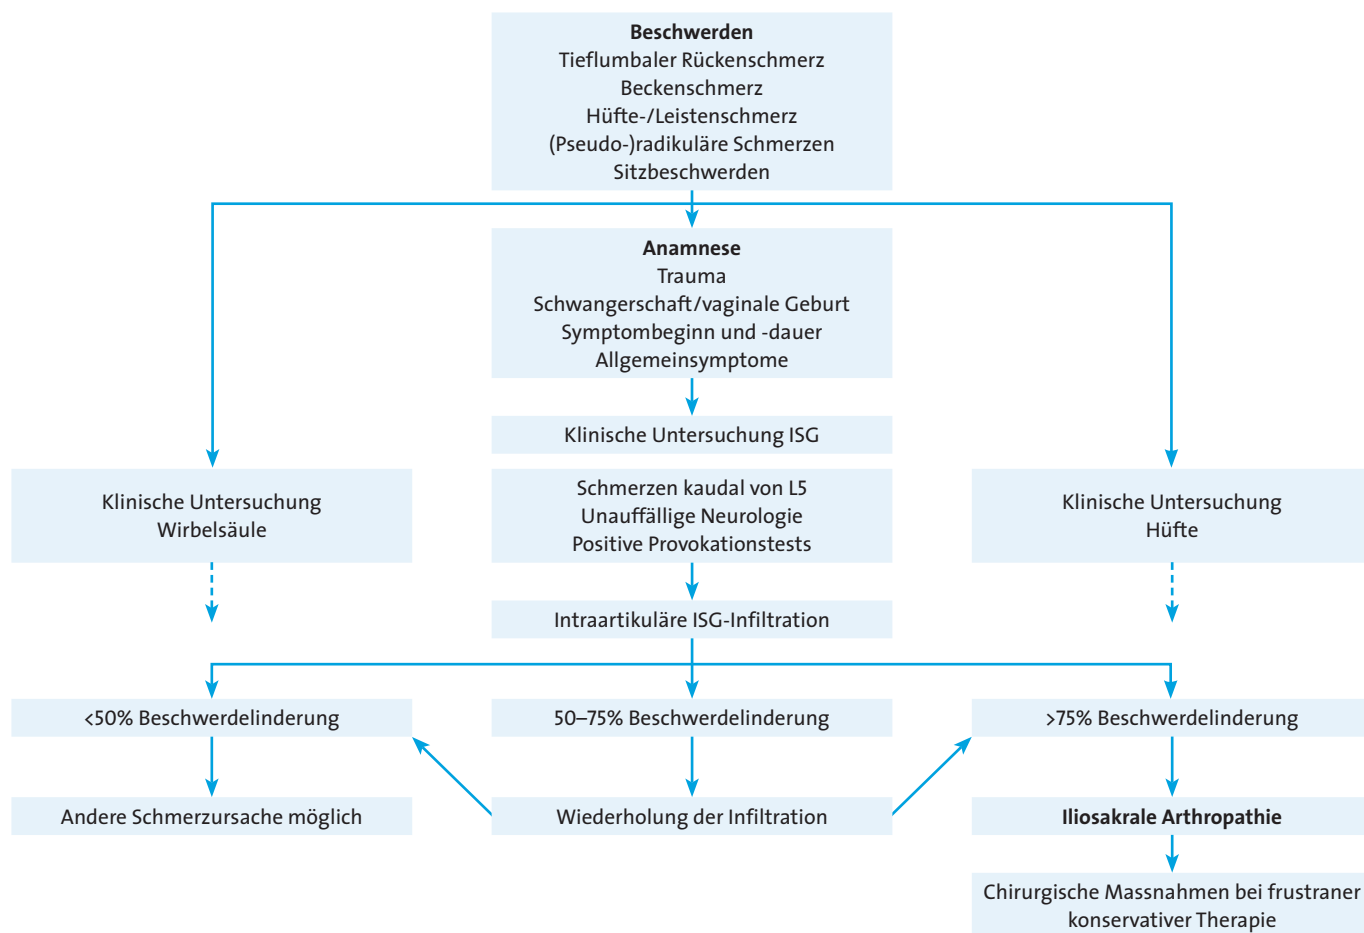 Beschwerden
Tieflumbaler Rückenschmerz
Beckenschmerz
Hüfte-/Leistenschmerz
(Pseudo-)radikuläre Schmerzen
Sitzbeschwerden
Anamnese
Trauma
Schwangerschaft/vaginale Geburt
Symptombeginn und -dauer
Allgemeinsymptome
Klinische Untersuchung ISG
Klinische Untersuchung
Wirbelsäule
Schmerzen kaudal von L5
Unauffällige Neurologie
Positive Provokationstests
Klinische Untersuchung
Hüfte
Intraartikuläre ISG-Infiltration
<50% Beschwerdelinderung
50–75% Beschwerdelinderung
>75% Beschwerdelinderung
Andere Schmerzursache möglich
Wiederholung der Infiltration
Iliosakrale Arthropathie
Chirurgische Massnahmen bei frustraner
konservativer Therapie